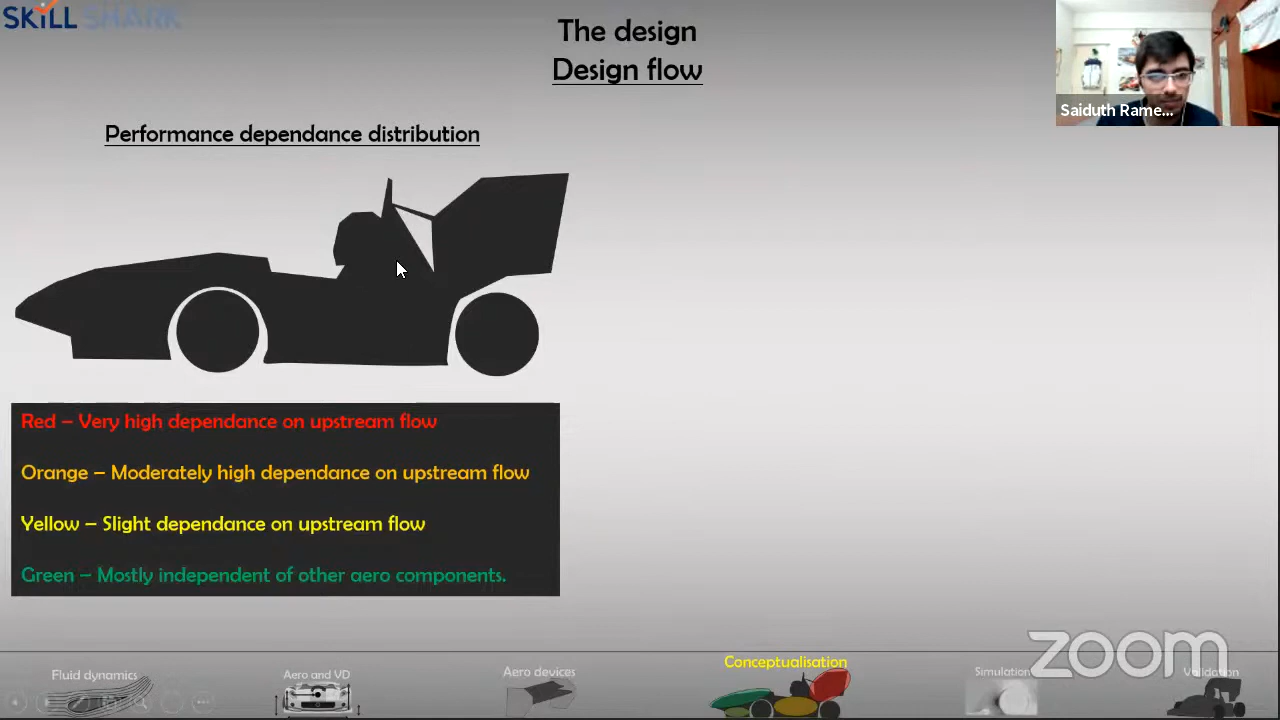 SKILL SHARK
The design
Design flow
Saiduth Rame...
Performance dependance distribution
Red – Very high dependance on upstream flow
Orange – Moderately high dependance on upstream flow
Yellow – Slight dependance on upstream flow
Green – Mostly independent of other aero components.
zoom
Fluid dynamics
Aero and VD
Aero devices
Conceptualisation
Simulation
Validation